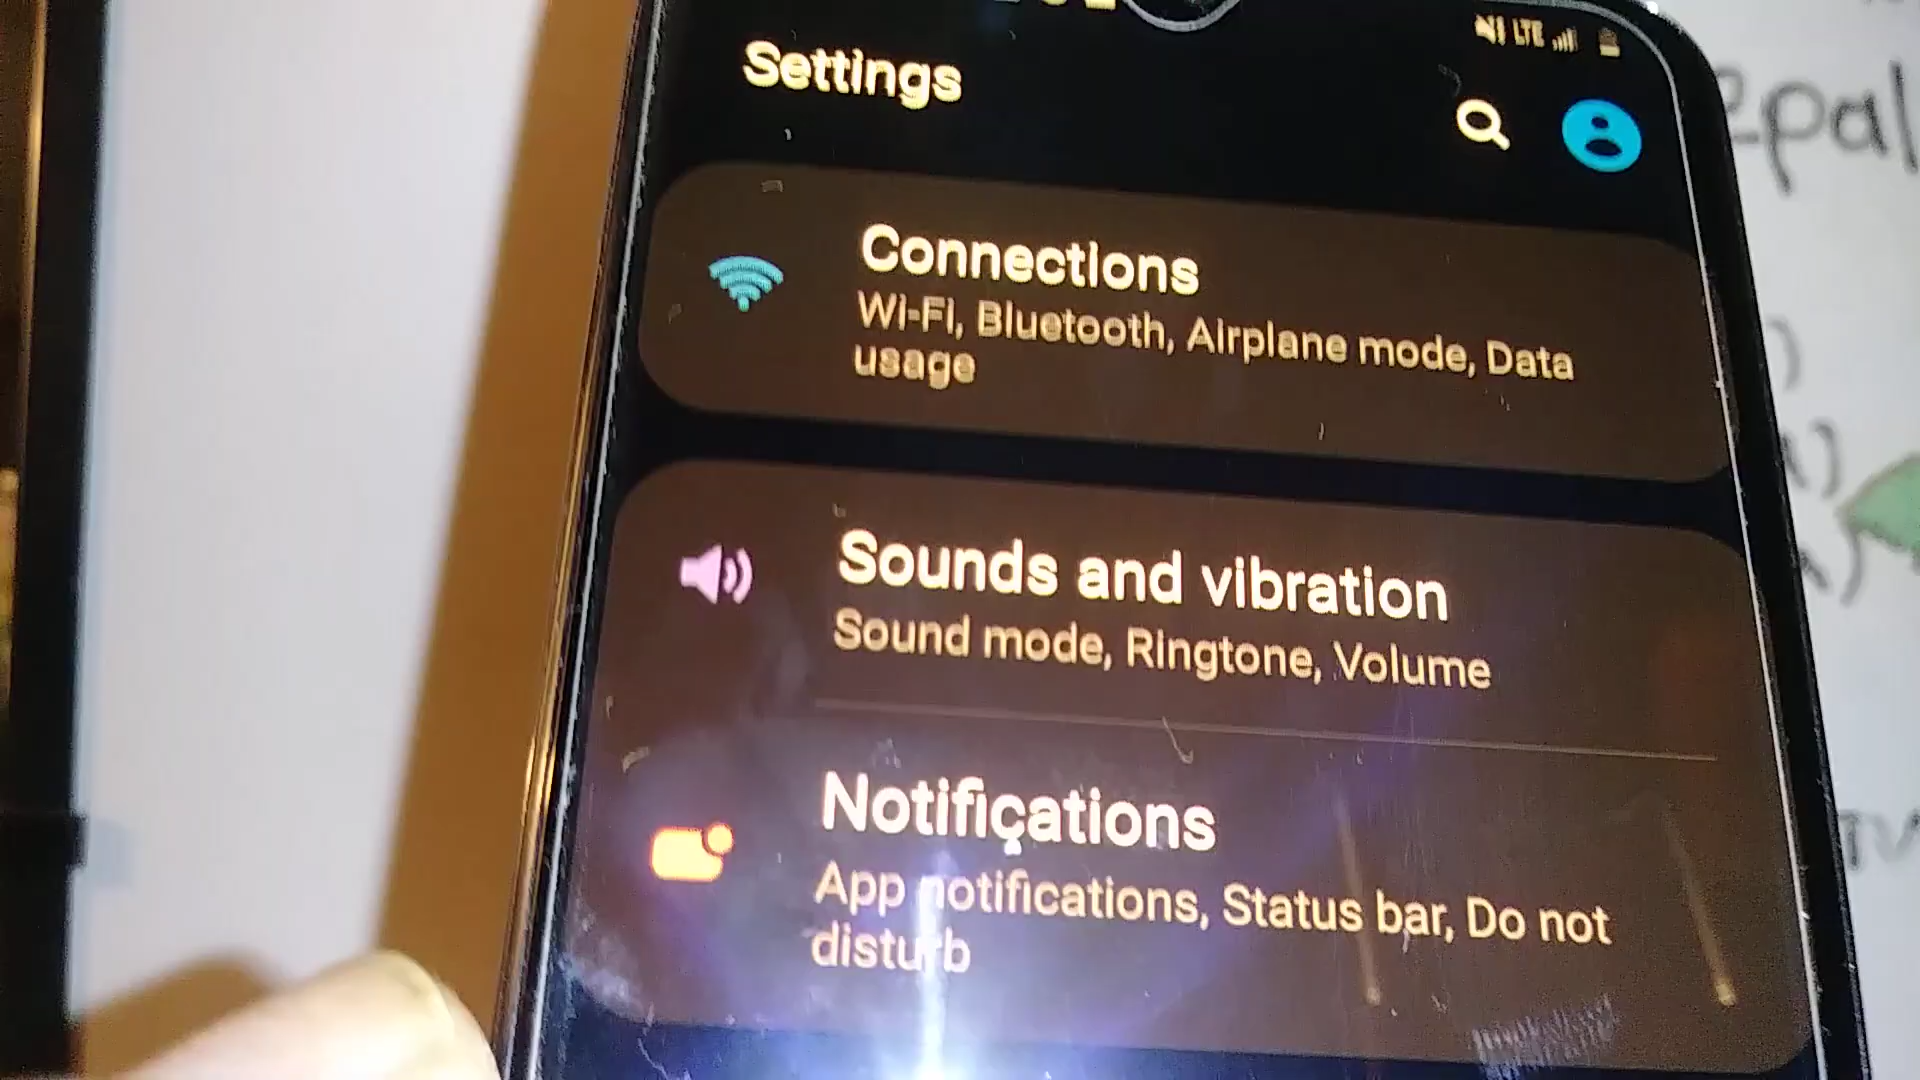 LTE
Settings
Connections
Wi-Fi, Bluetooth, Airplane mode, Data
usage
Sounds and vibration
Sound mode, Ringtone, Volume
Notifications
App notifications, Status bar, Do not
disturb